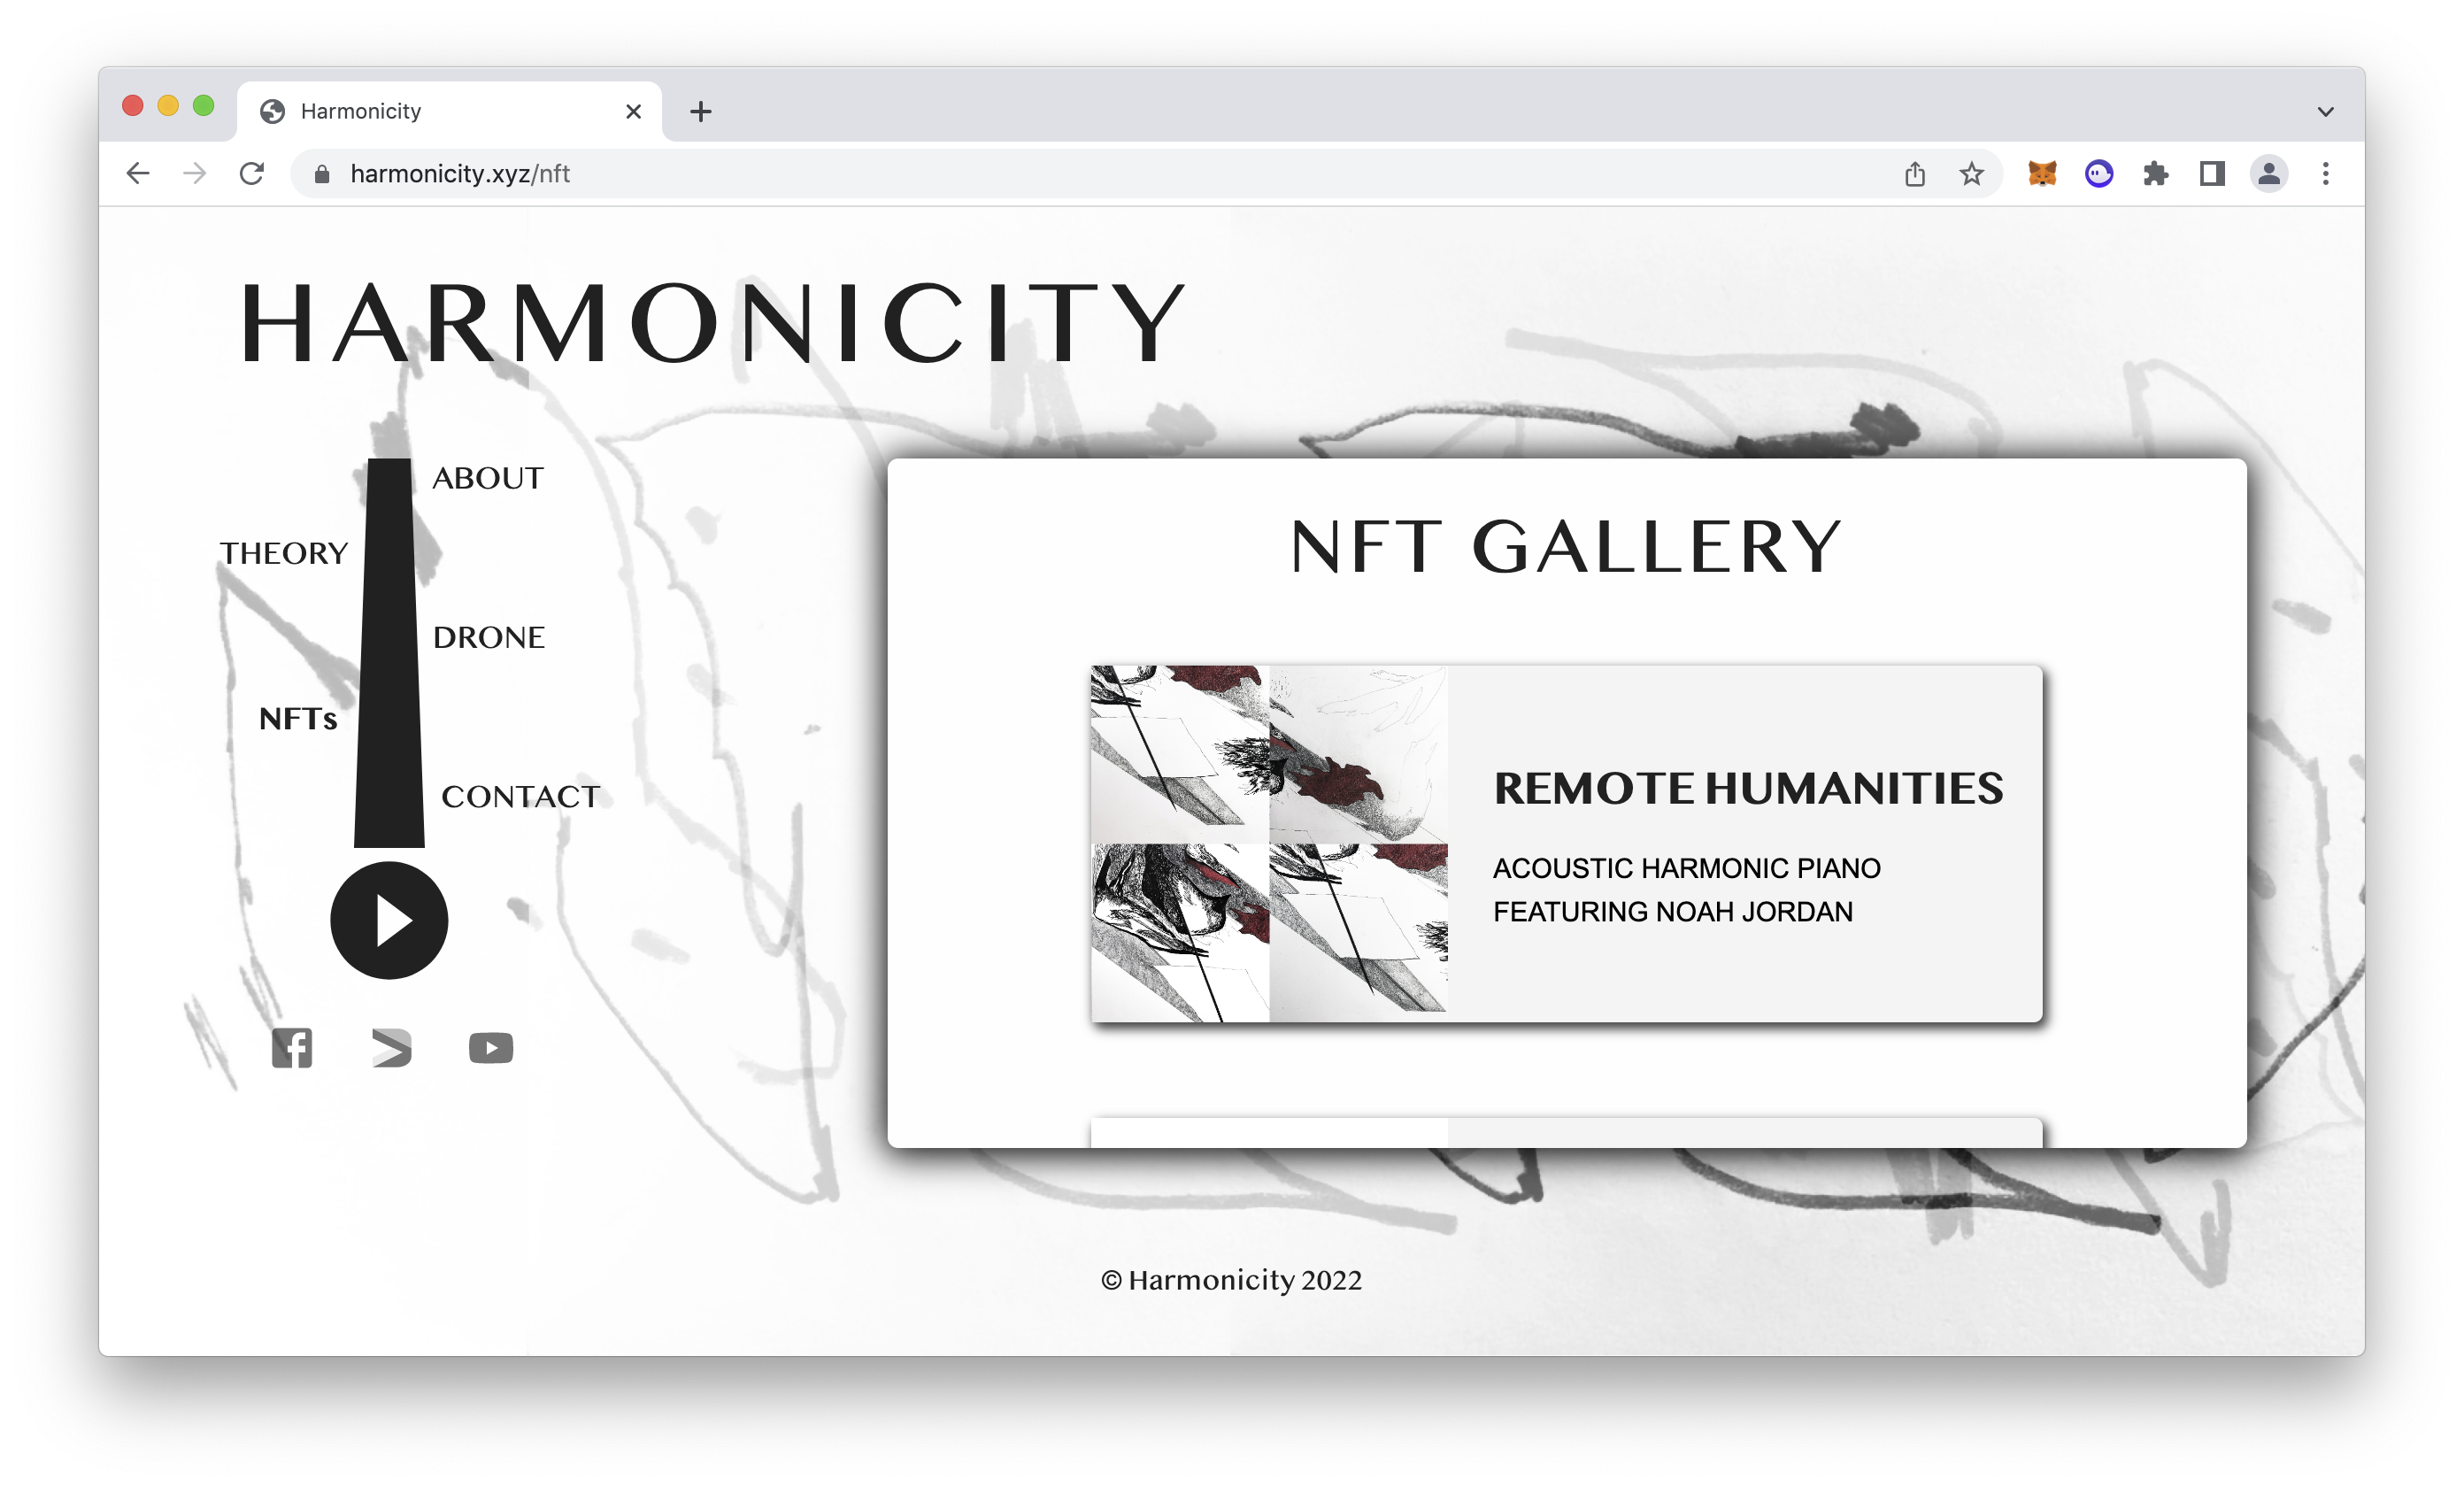 Harmonicity
harmonicity.xyz/nft
HARMONICITY
ABOUT
THEORY
DRONE
NFTs
CONTACT
NFT GALLERY
REMOTE HUMANITIES
ACOUSTIC HARMONIC PIANO
FEATURING NOAH JORDAN
© Harmonicity 2022